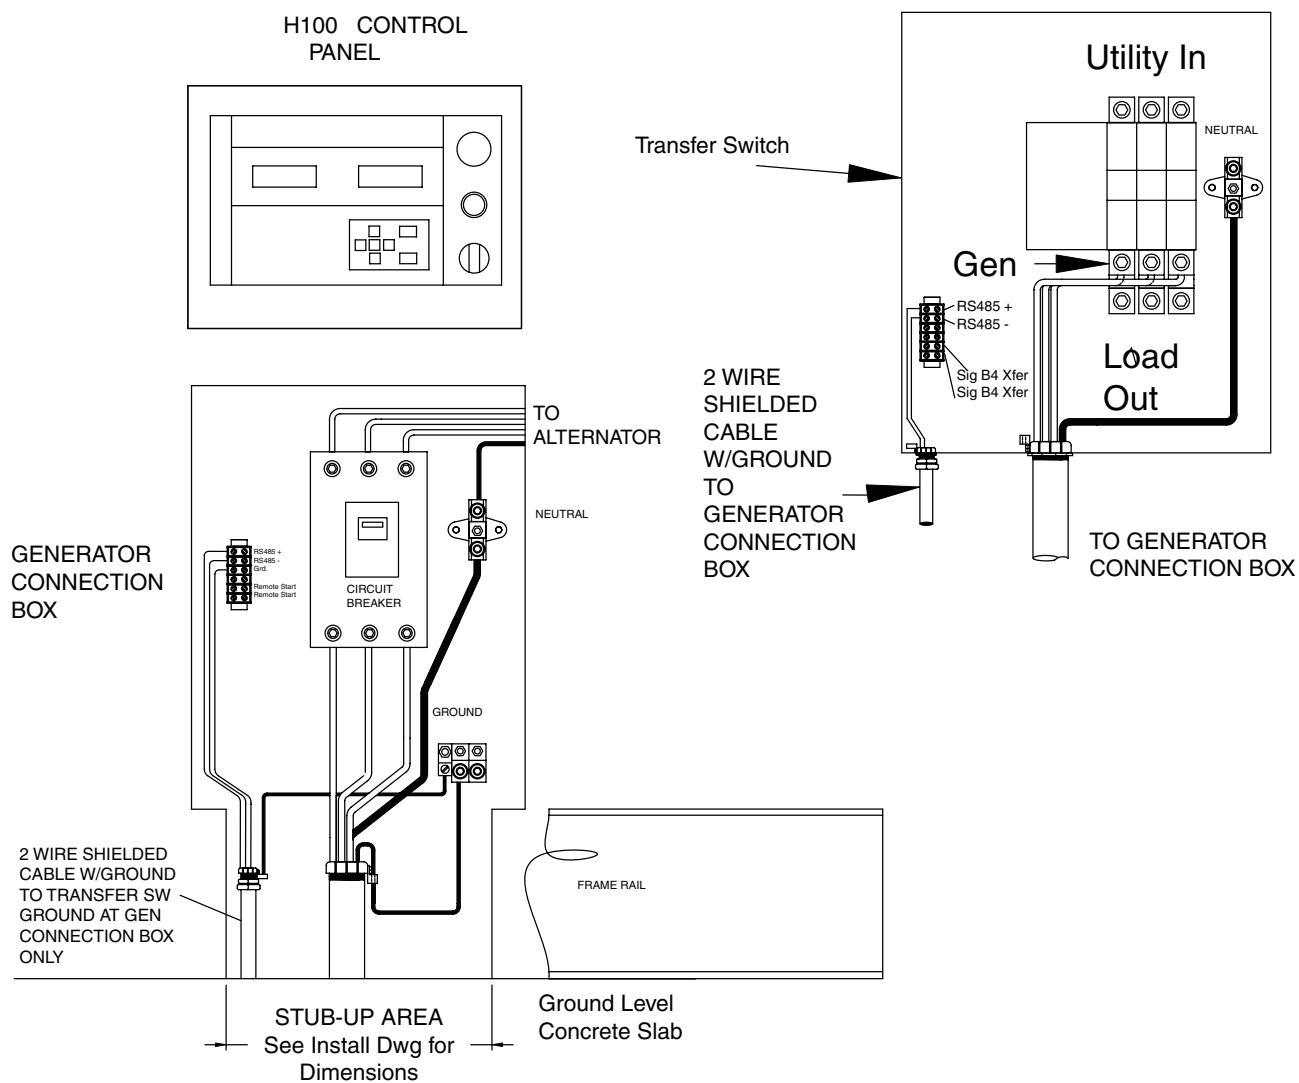 H100 CONTROL
PANEL
Utility In
NEUTRAL
Transfer Switch
Gen
RS485 +
RS485 -
Sig B4 Xfer
Sig B4 Xfer
Load
Out
2 WIRE
SHIELDED
CABLE
W/GROUND
TO
GENERATOR
CONNECTION
BOX
TO GENERATOR
CONNECTION BOX
TO
ALTERNATOR
NEUTRAL
GENERATOR
CONNECTION
BOX
RS485 +
RS485 -
Grd.
Remote Start
Remote Start
CIRCUIT
BREAKER
GROUND
2 WIRE SHIELDED
CABLE W/GROUND
TO TRANSFER SW
GROUND AT GEN
CONNECTION BOX
ONLY
FRAME RAIL
STUB-UP AREA
See Install Dwg for
Dimensions
Ground Level
Concrete Slab